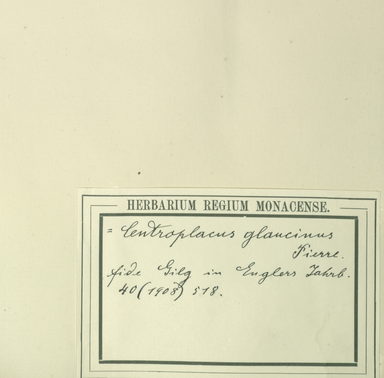 HERBARIUM REGIUM MONACENSE.
= Centroplacus glaucinus
Pierre.
fide Gilg in Englers Jahrb.
40 (1908) 518.